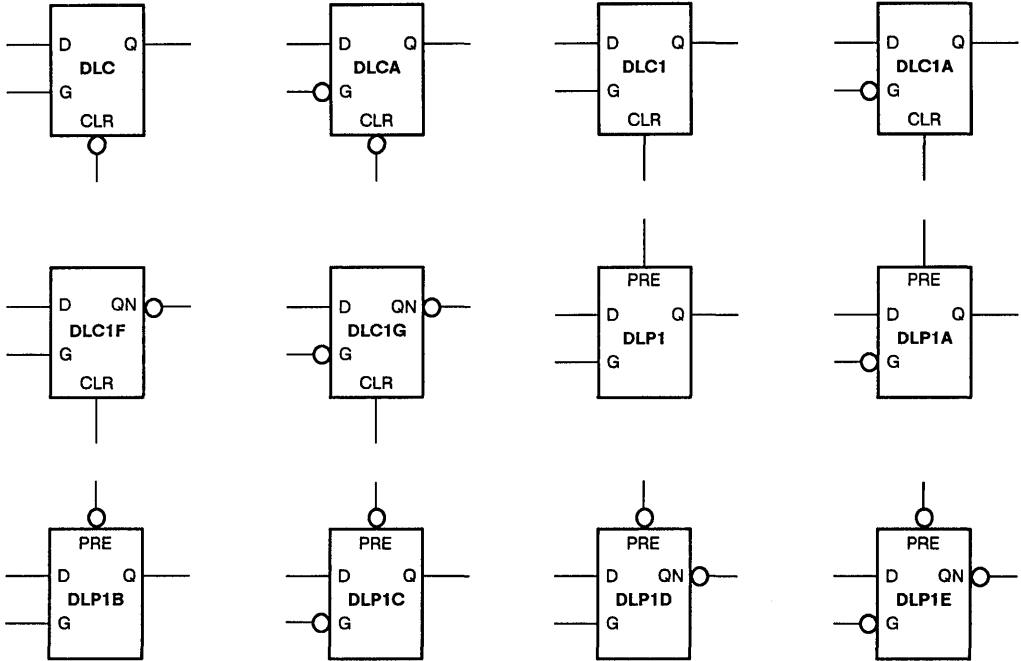 D Q
DLC
G
CLR
D Q
DLCA
G
CLR
D Q
DLC1
G
CLR
D Q
DLC1A
G
CLR
D QN
DLC1F
G
CLR
D QN
DLC1G
G
CLR
PRE
D Q
DLP1
G
PRE
D Q
DLP1A
G
PRE
D Q
DLP1B
G
PRE
D Q
DLP1C
G
PRE
D QN
DLP1D
G
PRE
D QN
DLP1E
G